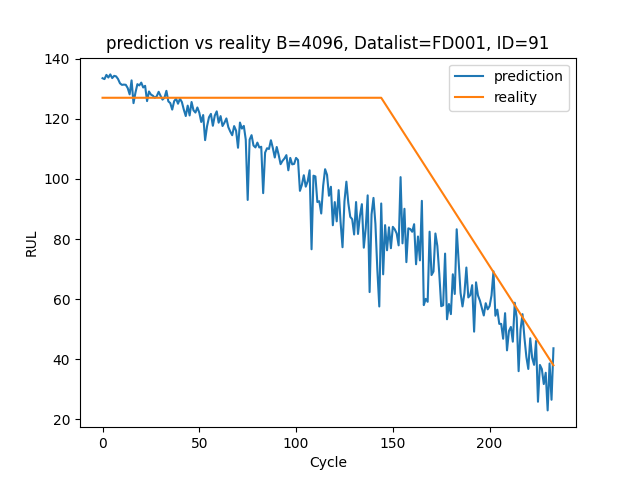 prediction vs reality B=4096, Datalist=FD001, ID=91
prediction
reality
RUL
140
120
100
80
60
40
20
0 50 100 150 200
Cycle